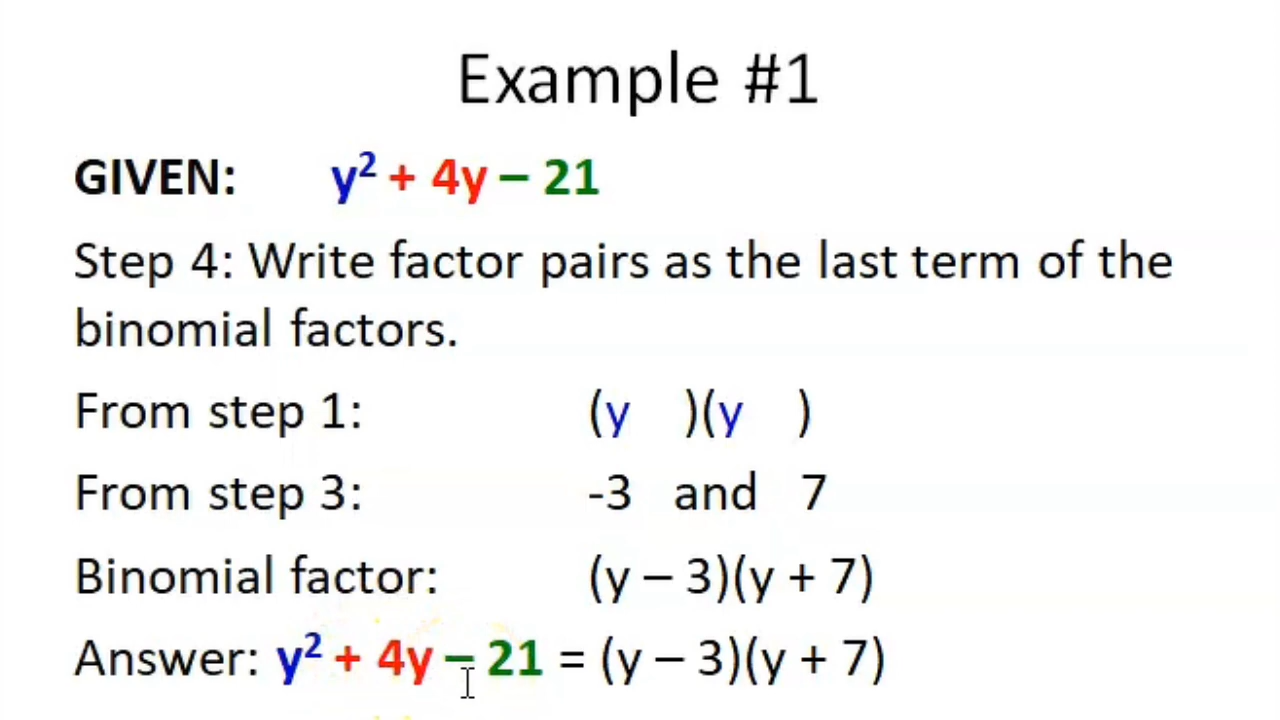 Example #1
GIVEN: y² + 4y – 21
Step 4: Write factor pairs as the last term of the
binomial factors.
From step 1: (y )(y )
From step 3: -3 and 7
Binomial factor: (y – 3)(y + 7)
Answer: y² + 4y – 21 = (y – 3)(y + 7)